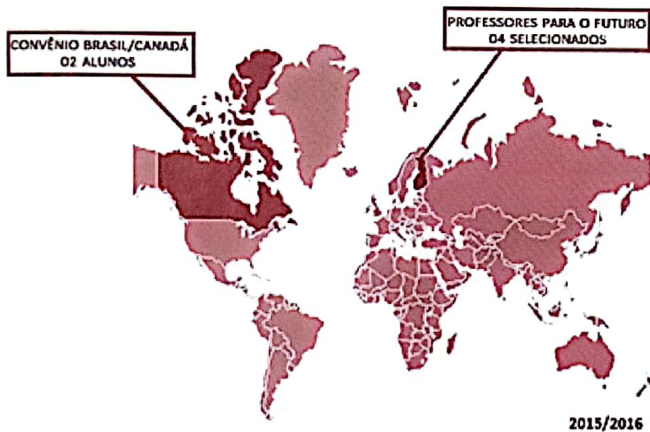 CONVÊNIO BRASIL/CANADÁ
02 ALUNOS
PROFESSORES PARA O FUTURO
04 SELECIONADOS
2015/2016